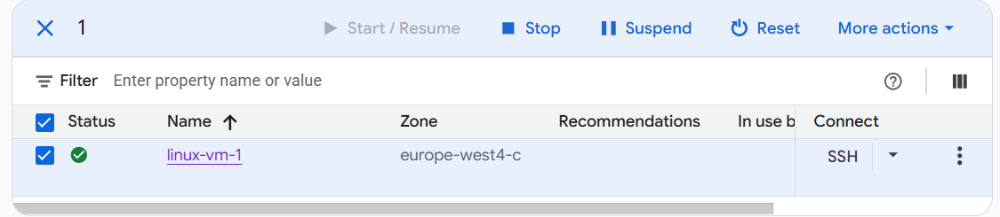 1 Start / Resume Stop Suspend Reset More actions
Filter Enter property name or value
Status Name Zone Recommendations In use b Connect
linux-vm-1 europe-west4-c SSH